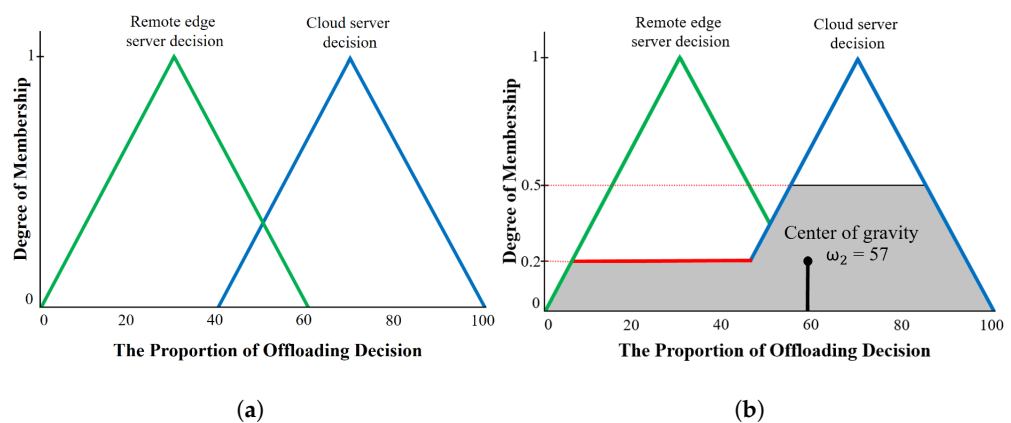 Remote edge
server decision
Cloud server
decision
1
0
Degree of Membership
0
20
40
60
80
100
The Proportion of Offloading Decision
(a)
Remote edge
server decision
Cloud server
decision
1
0.5
0.2
0
Degree of Membership
Center of gravity
ω₂ = 57
0
20
40
60
80
100
The Proportion of Offloading Decision
(b)